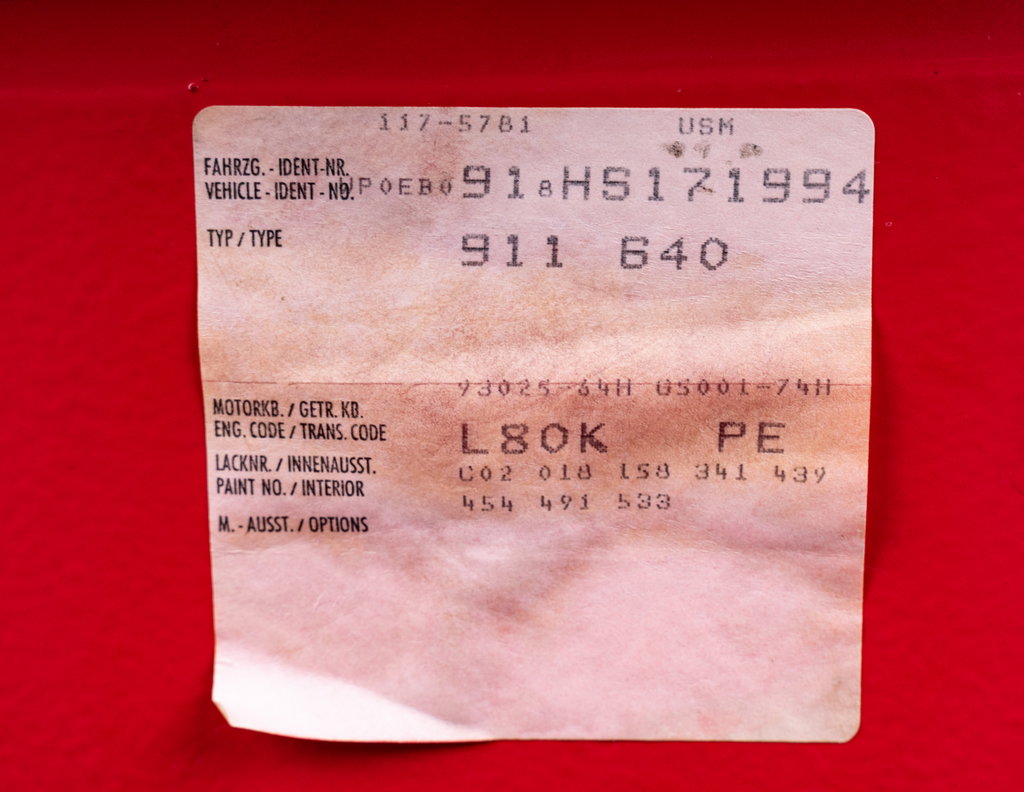 117-5781 USM
FAHRZG. - IDENT-NR.
VEHICLE - IDENT - NO. WPOEBO918HS171994
TYP / TYPE 911 640
93025-64H 05001-74H
MOTORKB. / GETR. KB.
ENG. CODE / TRANS. CODE
L80K PE
LACKNR. / INNENAUSST. C02 018 158 341 439
PAINT NO. / INTERIOR
454 491 533
M. - AUSST. / OPTIONS